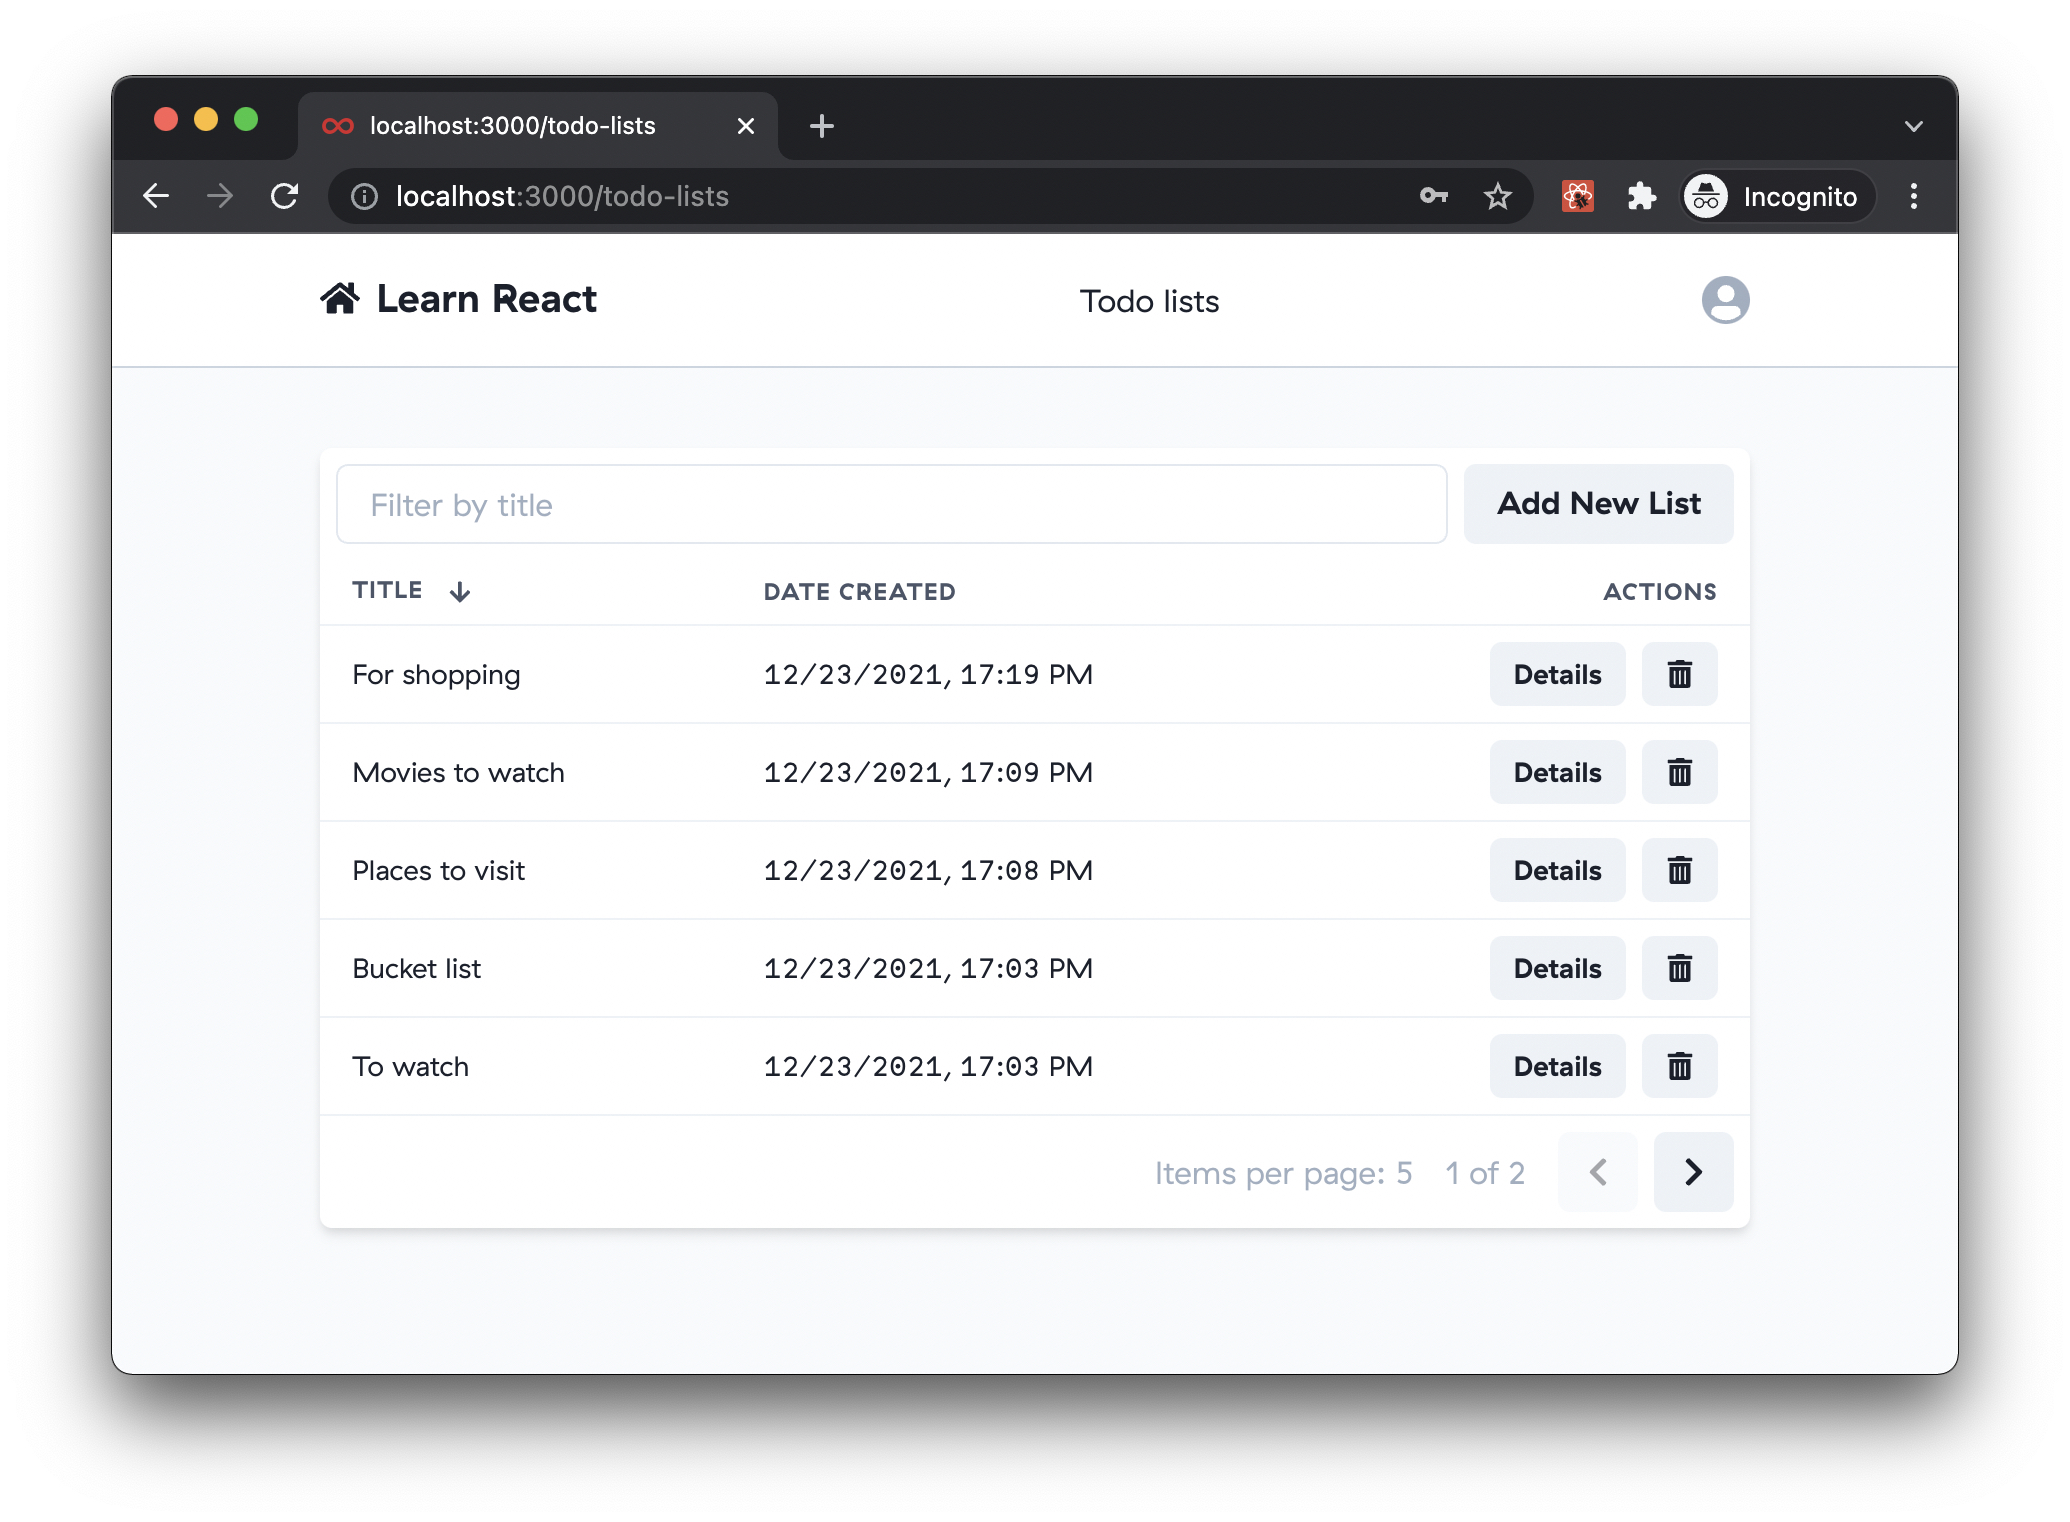 localhost:3000/todo-lists
localhost:3000/todo-lists
Incognito
Learn React
Todo lists
Filter by title
Add New List
TITLE DATE CREATED ACTIONS
For shopping 12/23/2021, 17:19 PM Details
Movies to watch 12/23/2021, 17:09 PM Details
Places to visit 12/23/2021, 17:08 PM Details
Bucket list 12/23/2021, 17:03 PM Details
To watch 12/23/2021, 17:03 PM Details
Items per page: 5 1 of 2